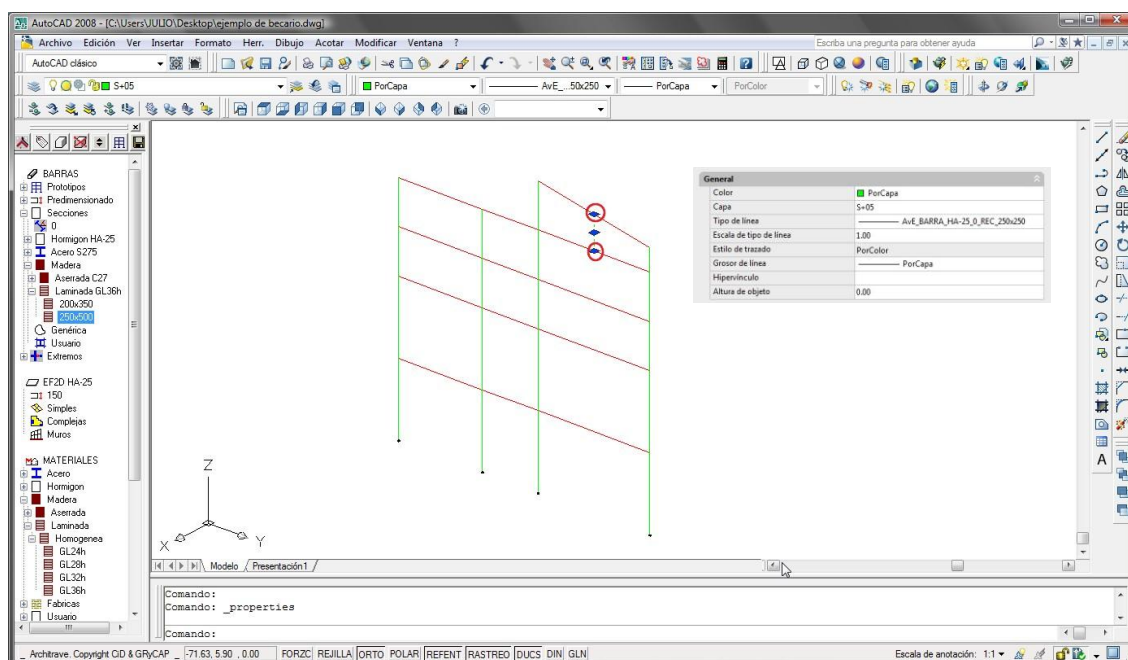 AutoCAD 2008 - [C:\Users\JULIO\Desktop\ejemplo de becario.dwg]
Archivo Edición Ver Insertar Formato Herr. Dibujo Acotar Modificar Ventana ? Escriba una pregunta para obtener ayuda
AutoCAD clásico
S+05 PorCapa AvE_...50x250 PorCapa PorColor
BARRAS
Prototipos
Predimensionado
Secciones
0
Hormigon HA-25
Acero S275
Madera
Aserrada C27
Laminada GL36h
200x350
250x500
Genérica
Usuario
Extremos
EF2D HA-25
150
Simples
Complejas
Muros
MATERIALES
Acero
Hormigon
Madera
Aserrada
Laminada
Homogenea
GL24h
GL28h
GL32h
GL36h
Fabricas
Usuario
General
Color PorCapa
Capa S+05
Tipo de línea AvE_BARRA_HA-25_0_REC_250x250
Escala de tipo de línea 1.00
Estilo de trazado PorColor
Grosor de línea PorCapa
Hipervínculo
Altura de objeto 0.00
Z
X Y
Modelo Presentación1
Comando:
Comando: _properties
Comando:
_ Architrave. Copyright CiD & GRyCAP _ -71.63, 5.90 , 0.00 FORZC REJILLA ORTO POLAR REFENT RASTREO DUCS DIN GLN Escala de anotación: 1:1